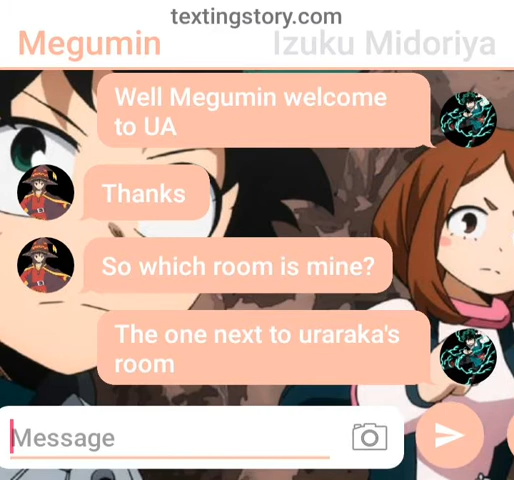 textingstory.com
Megumin
Izuku Midoriya
Well Megumin welcome
to UA
Thanks
So which room is mine?
The one next to uraraka's
room
Message